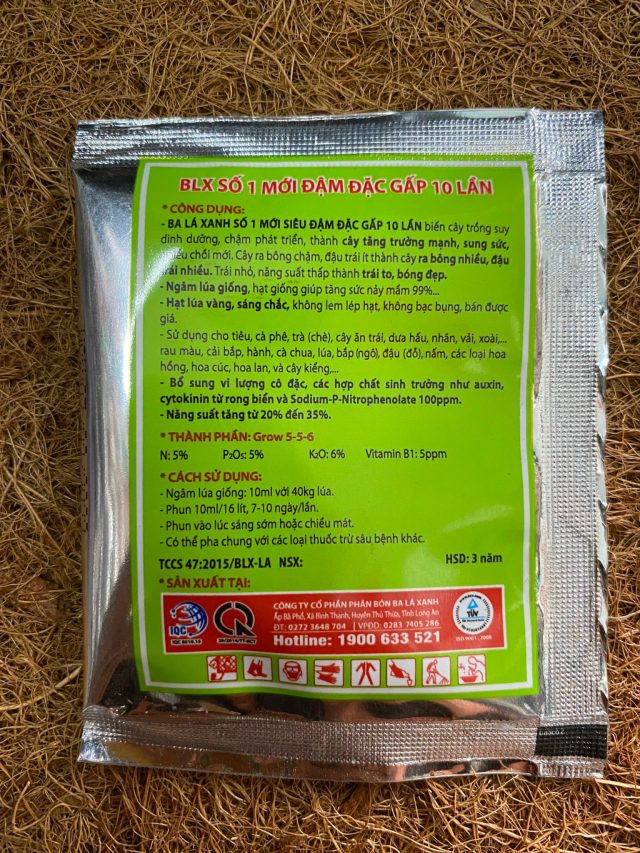 BLX SỐ 1 MỚI ĐẬM ĐẶC GẤP 10 LẦN
* CÔNG DỤNG:
- BA LÁ XANH SỐ 1 MỚI SIÊU ĐẬM ĐẶC GẤP 10 LẦN biến cây trồng suy
dinh dưỡng, chậm phát triển, thành cây tăng trưởng mạnh, sung sức,
chồi mới. Cây ra bông chậm, đậu trái ít thành cây ra bông nhiều, đậu
trái nhiều. Trái nhỏ, năng suất thấp thành trái to, bóng đẹp.
- Ngâm lúa giống, hạt giống giúp tăng sức nảy mầm 99%...
- Hạt lúa vàng, sáng chắc, không lem lép hạt, không bạc bụng, bán được
giá.
- Sử dụng cho tiêu, cà phê, trà (chè), cây ăn trái, dưa hấu, nhãn, vải, xoài,...
rau màu, cải bắp, hành, cà chua, lúa, bắp (ngô), đậu (đỗ), nấm, các loại hoa
hồng, hoa cúc, hoa lan, và cây kiểng,...
- Bổ sung vi lượng cô đặc, các hợp chất sinh trưởng như auxin,
cytokinin từ rong biển và Sodium-P-Nitrophenolate 100ppm.
- Năng suất tăng từ 20% đến 35%.
* THÀNH PHẦN: Grow 5-5-6
N: 5% P₂O₅: 5% K₂O: 6% Vitamin B1: 5ppm
* CÁCH SỬ DỤNG:
- Ngâm lúa giống: 10ml với 40kg lúa.
- Phun 10ml/16 lít, 7-10 ngày/lần.
- Phun vào lúc sáng sớm hoặc chiều mát.
- Có thể pha chung với các loại thuốc trừ sâu bệnh khác.
TCCS 47:2015/BLX-LA NSX: HSD: 3 năm
* SẢN XUẤT TẠI:
CÔNG TY CỔ PHẦN PHÂN BÓN BA LÁ XANH
Ấp Bà Phổ, Xã Bình Thạnh, Huyện Thủ Thừa, Tỉnh Long An
ĐT: 0272 3648 704 | VPĐD: 0283 7405 286
Hotline: 1900 633 521
IQC
TÜV
ISO 9001 : 2008